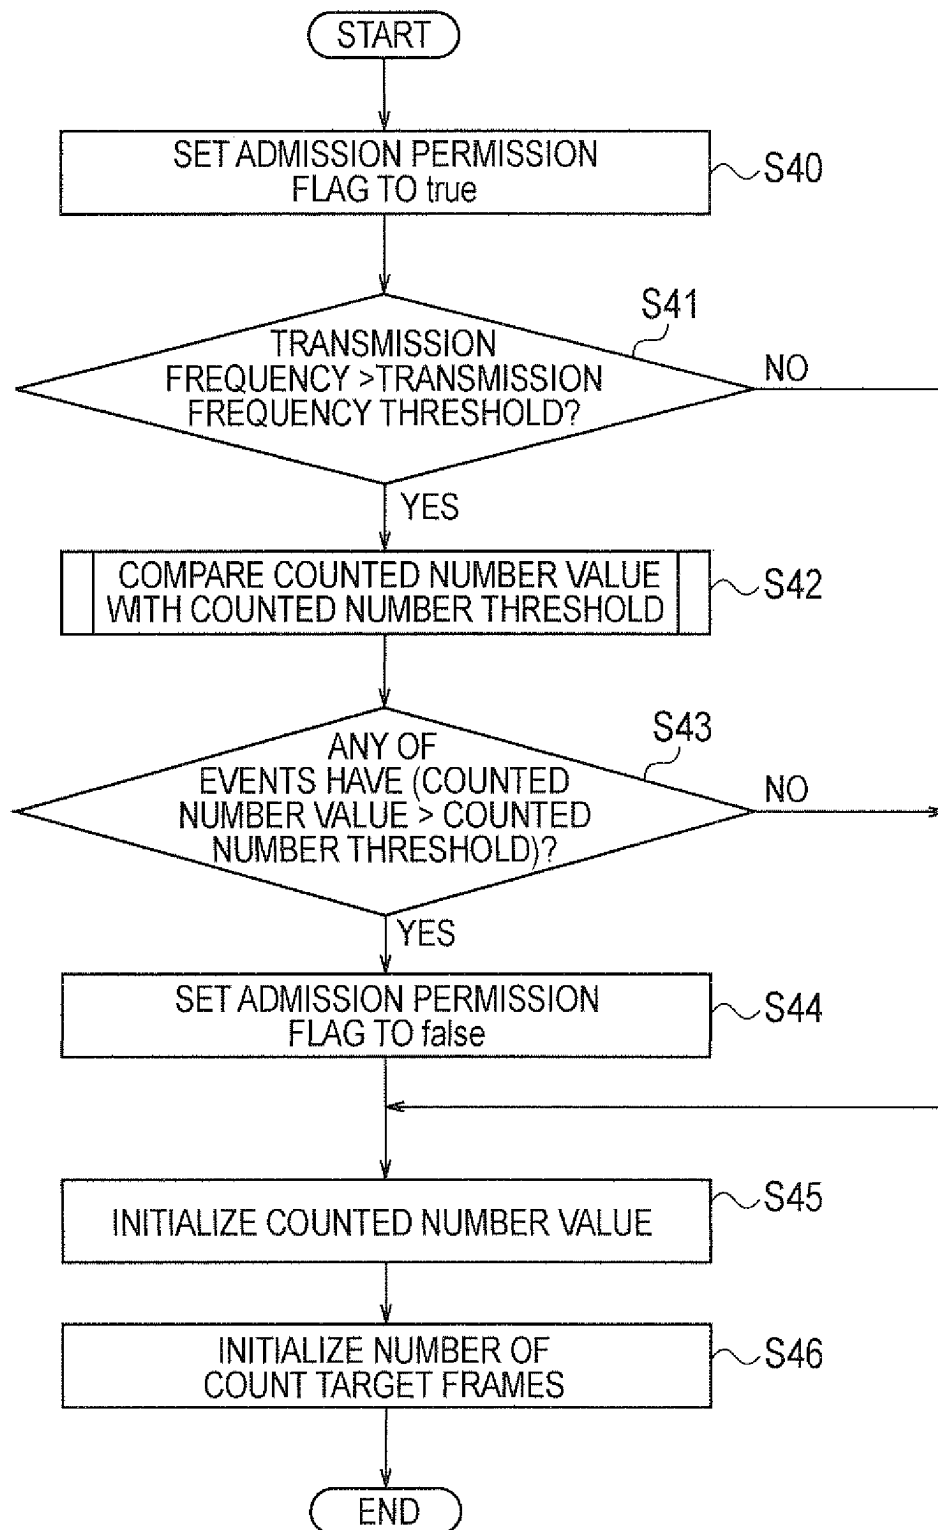 START
SET ADMISSION PERMISSION
FLAG TO true
S40
S41
TRANSMISSION
FREQUENCY >TRANSMISSION
FREQUENCY THRESHOLD?
NO
YES
COMPARE COUNTED NUMBER VALUE
WITH COUNTED NUMBER THRESHOLD
S42
S43
ANY OF
EVENTS HAVE (COUNTED
NUMBER VALUE > COUNTED
NUMBER THRESHOLD)?
NO
YES
SET ADMISSION PERMISSION
FLAG TO false
S44
INITIALIZE COUNTED NUMBER VALUE
S45
INITIALIZE NUMBER OF
COUNT TARGET FRAMES
S46
END